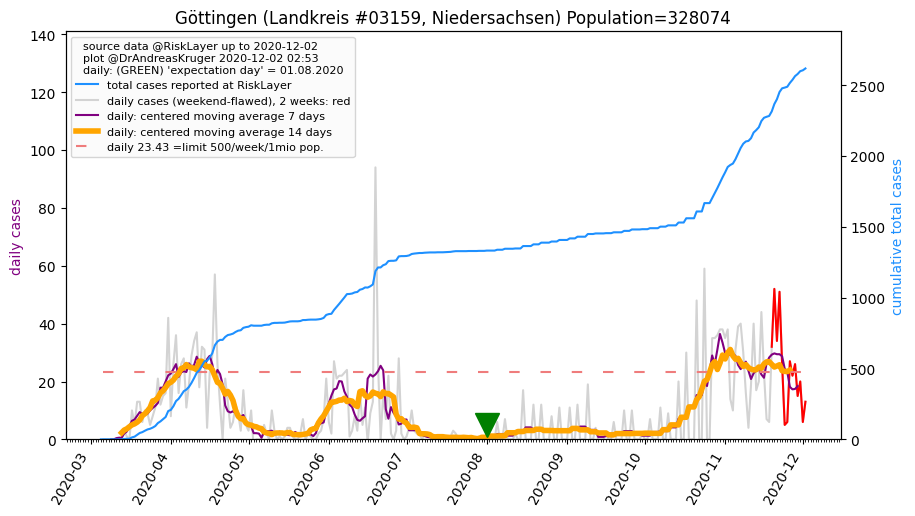 Göttingen (Landkreis #03159, Niedersachsen) Population=328074
source data @RiskLayer up to 2020-12-02
plot @DrAndreasKruger 2020-12-02 02:53
daily: (GREEN) 'expectation day' = 01.08.2020
total cases reported at RiskLayer
daily cases (weekend-flawed), 2 weeks: red
daily: centered moving average 7 days
daily: centered moving average 14 days
daily 23.43 =limit 500/week/1mio pop.
daily cases
140
120
100
80
60
40
20
0
cumulative total cases
2500
2000
1500
1000
500
0
2020-03
2020-04
2020-05
2020-06
2020-07
2020-08
2020-09
2020-10
2020-11
2020-12